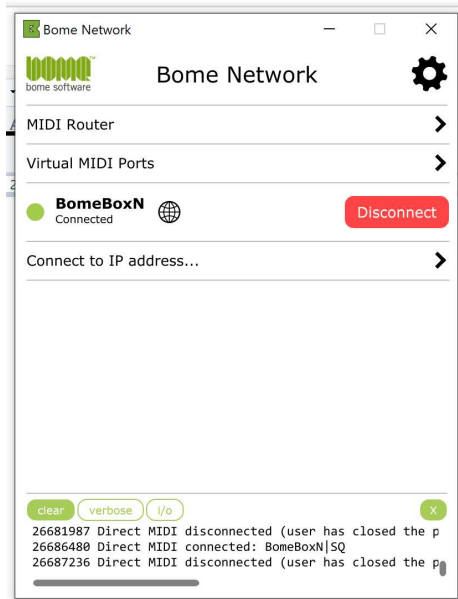 Bome Network
BOME™
bome software
Bome Network
MIDI Router
Virtual MIDI Ports
BomeBoxN
Connected
Disconnect
Connect to IP address...
clear
verbose
i/o
X
26681987 Direct MIDI disconnected (user has closed the p
26686480 Direct MIDI connected: BomeBoxN|SQ
26687236 Direct MIDI disconnected (user has closed the p